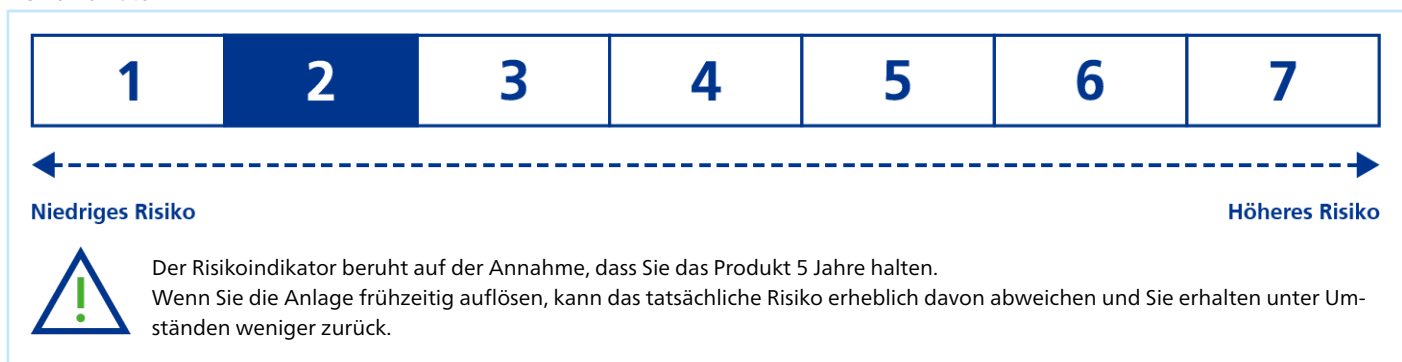 1 2 3 4 5 6 7
Niedriges Risiko Höheres Risiko
Der Risikoindikator beruht auf der Annahme, dass Sie das Produkt 5 Jahre halten.
Wenn Sie die Anlage frühzeitig auflösen, kann das tatsächliche Risiko erheblich davon abweichen und Sie erhalten unter Um-
ständen weniger zurück.